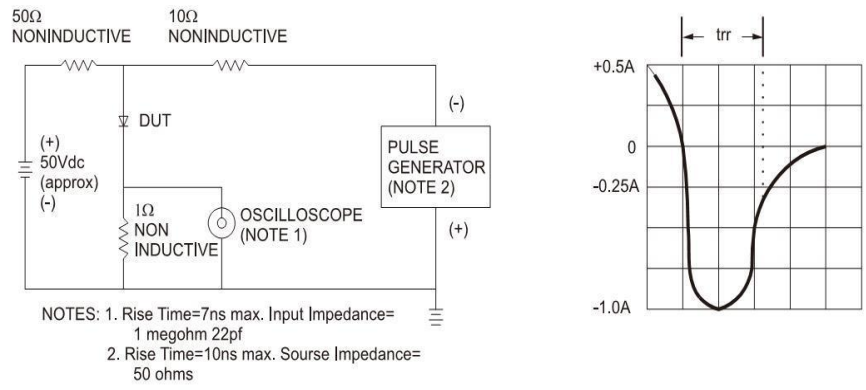 50Ω
NONINDUCTIVE
10Ω
NONINDUCTIVE
DUT
(+)
50Vdc
(approx)
(-)
1Ω
NON
INDUCTIVE
OSCILLOSCOPE
(NOTE 1)
(-)
PULSE
GENERATOR
(NOTE 2)
(+)
NOTES: 1. Rise Time=7ns max. Input Impedance=
1 megohm 22pf
2. Rise Time=10ns max. Sourse Impedance=
50 ohms
trr
+0.5A
0
-0.25A
-1.0A